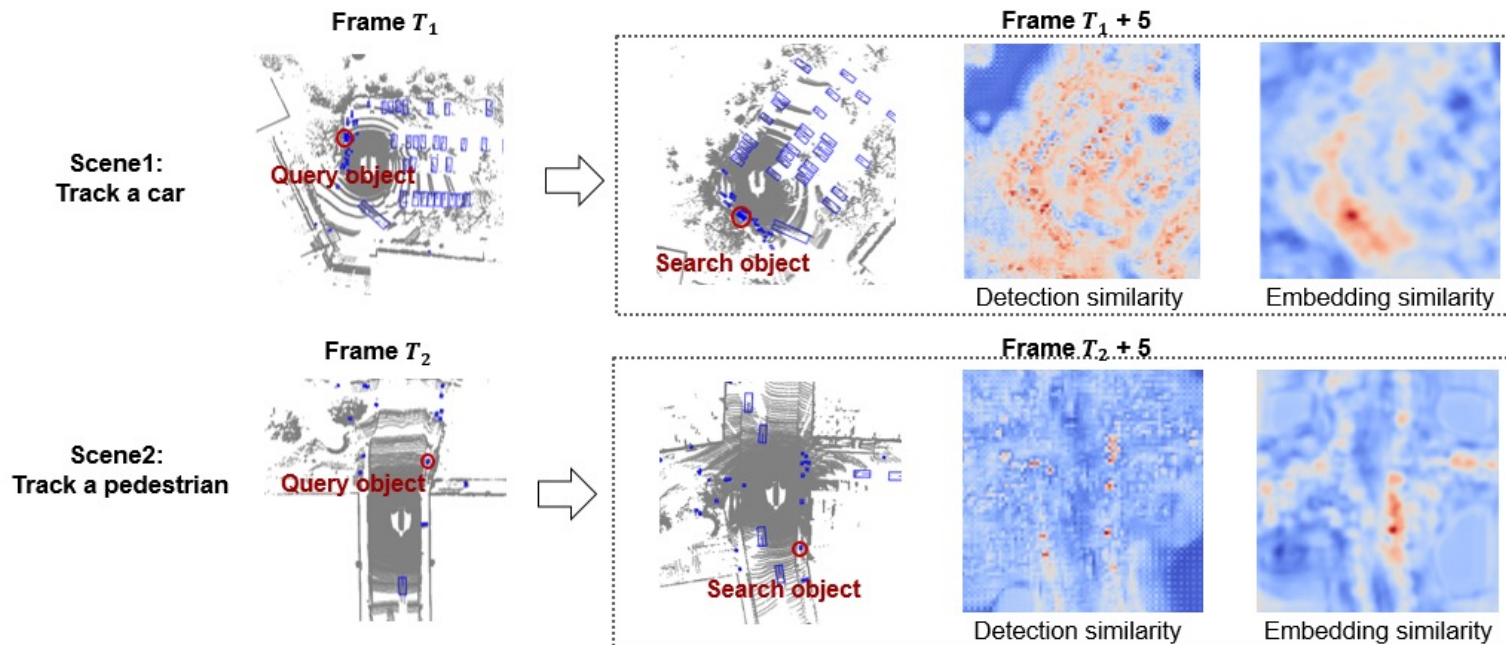 Frame T₁
Frame T₁ + 5
Scene1:
Track a car
Query object
Search object
Detection similarity
Embedding similarity
Frame T₂
Frame T₂ + 5
Scene2:
Track a pedestrian
Query object
Search object
Detection similarity
Embedding similarity